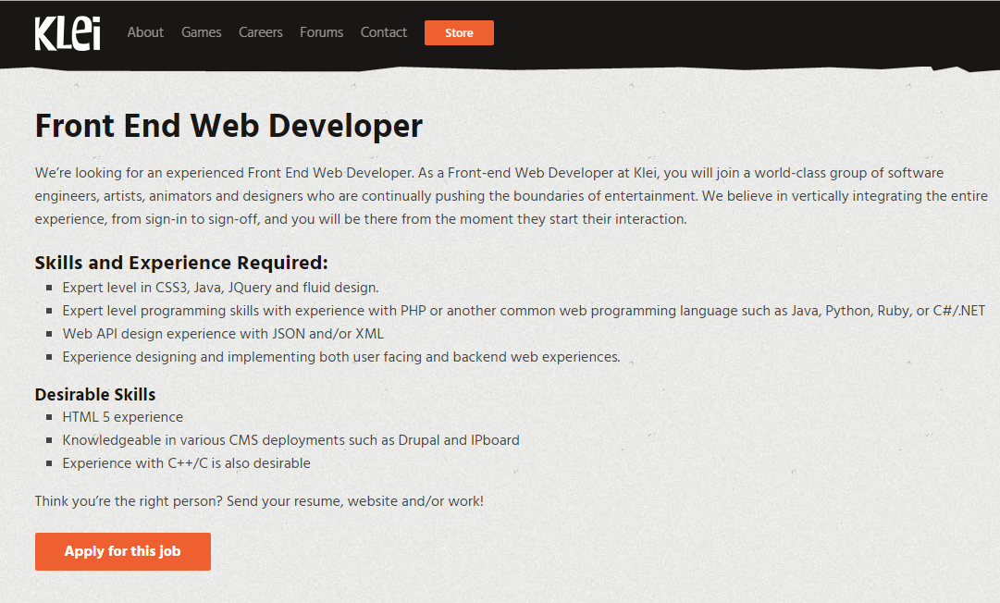 Klei
About Games Careers Forums Contact Store
Front End Web Developer
We're looking for an experienced Front End Web Developer. As a Front-end Web Developer at Klei, you will join a world-class group of software
engineers, artists, animators and designers who are continually pushing the boundaries of entertainment. We believe in vertically integrating the entire
experience, from sign-in to sign-off, and you will be there from the moment they start their interaction.
Skills and Experience Required:
Expert level in CSS3, Java, JQuery and fluid design.
Expert level programming skills with experience with PHP or another common web programming language such as Java, Python, Ruby, or C#/.NET
Web API design experience with JSON and/or XML
Experience designing and implementing both user facing and backend web experiences.
Desirable Skills
HTML 5 experience
Knowledgeable in various CMS deployments such as Drupal and IPboard
Experience with C++/C is also desirable
Think you're the right person? Send your resume, website and/or work!
Apply for this job